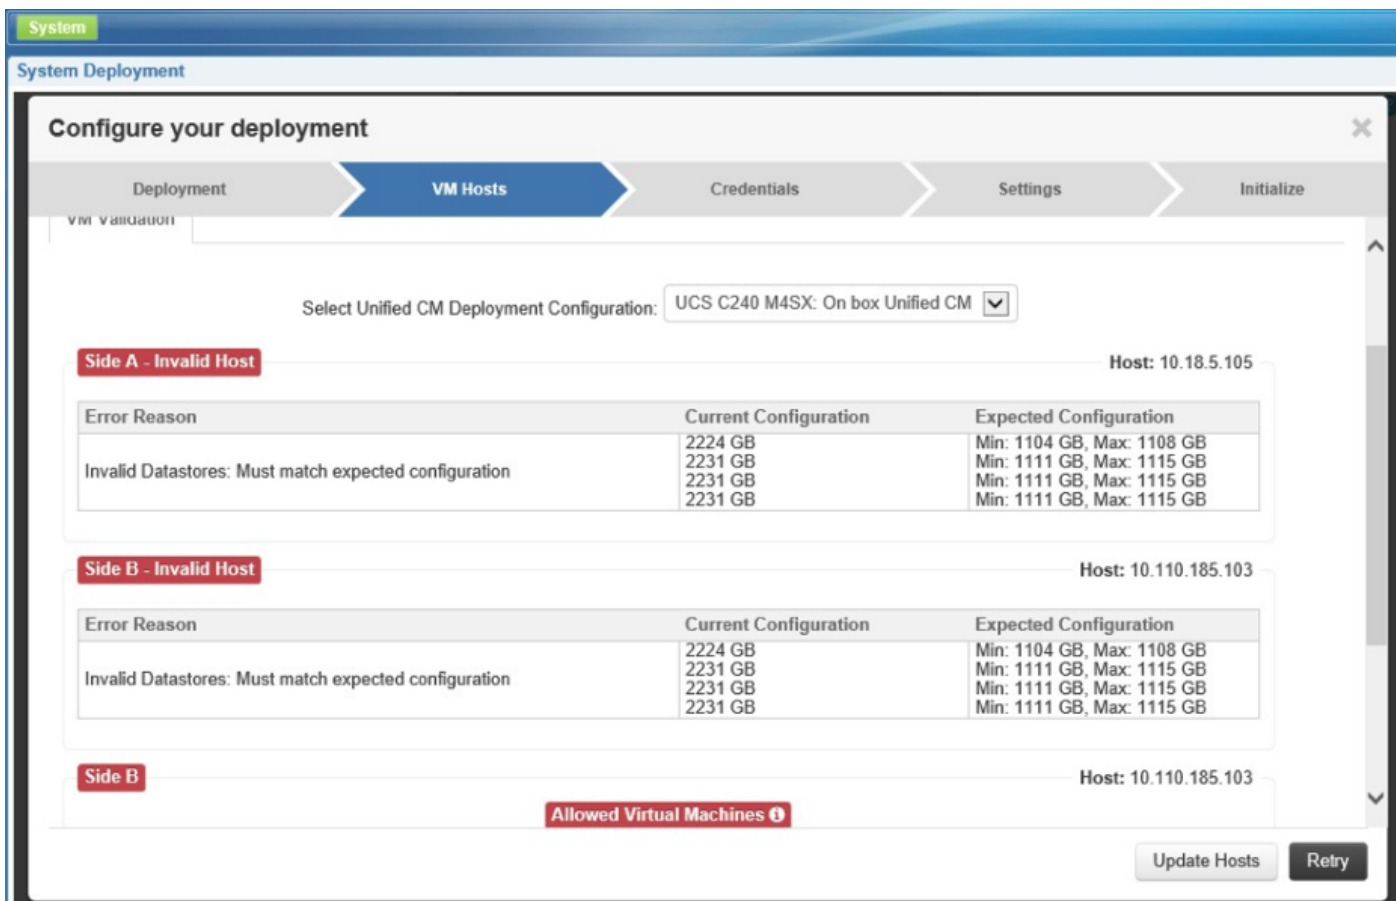 System
System Deployment
Configure your deployment
Deployment VM Hosts Credentials Settings Initialize
VM Validation
Select Unified CM Deployment Configuration: UCS C240 M4SX: On box Unified CM
Side A - Invalid Host Host: 10.18.5.105
Error Reason Current Configuration Expected Configuration
2224 GB Min: 1104 GB, Max: 1108 GB
2231 GB Min: 1111 GB, Max: 1115 GB
Invalid Datastores: Must match expected configuration
2231 GB Min: 1111 GB, Max: 1115 GB
2231 GB Min: 1111 GB, Max: 1115 GB
Side B - Invalid Host Host: 10.110.185.103
Error Reason Current Configuration Expected Configuration
2224 GB Min: 1104 GB, Max: 1108 GB
2231 GB Min: 1111 GB, Max: 1115 GB
Invalid Datastores: Must match expected configuration
2231 GB Min: 1111 GB, Max: 1115 GB
2231 GB Min: 1111 GB, Max: 1115 GB
Side B Host: 10.110.185.103
Allowed Virtual Machines
Update Hosts Retry